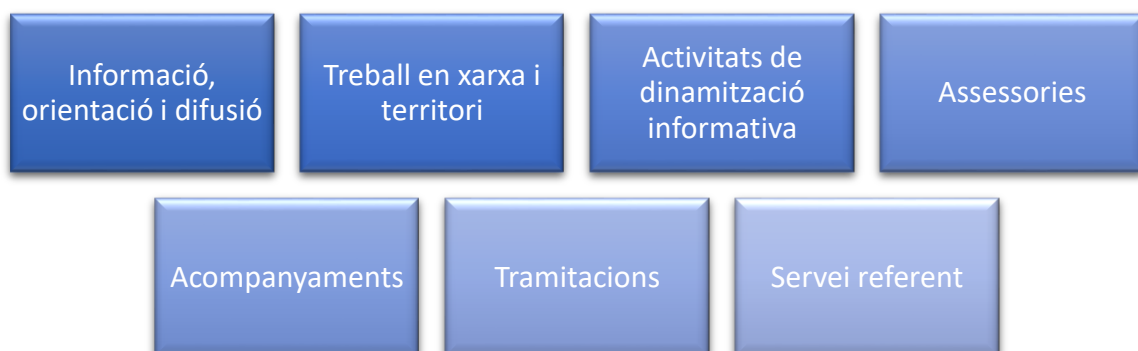 Informació,
orientació i difusió
Treball en xarxa i
territori
Activitats de
dinamització
informativa
Assessories
Acompanyaments
Tramitacions
Servei referent